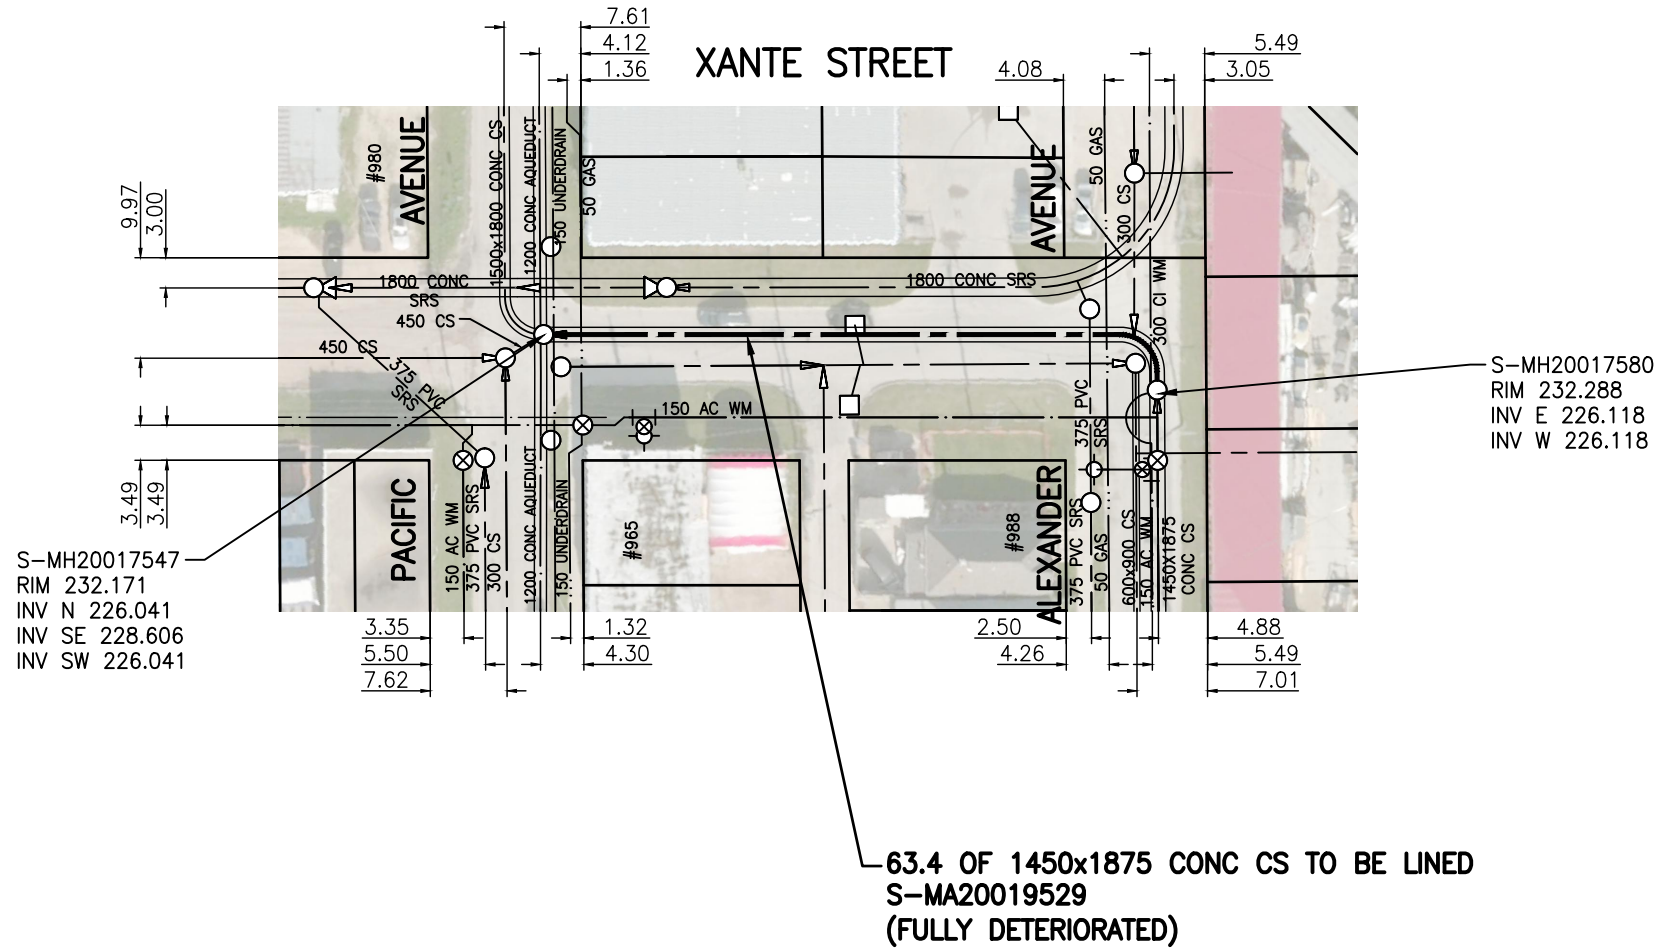 7.61
4.12
1.36
XANTE STREET
4.08
5.49
3.05
9.97
3.00
#980
AVENUE
1500x1800 CONC CS
1200 CONC AQUEDUCT
150 UNDERDRAIN
50 GAS
AVENUE
50 GAS
300 CS
300 CI WM
1800 CONC
SRS
1800 CONC SRS
450 CS
450 CS
375 PVC
SRS
150 AC WM
375 PVC
SRS
3.49
3.49
PACIFIC
150 AC WM
375 PVC SRS
300 CS
1200 CONC AQUEDUCT
150 UNDERDRAIN
#965
#988
ALEXANDER
375 PVC SRS
50 GAS
600x900 CS
150 AC WM
1450X1875
CONC CS
S-MH20017580
RIM 232.288
INV E 226.118
INV W 226.118
S-MH20017547
RIM 232.171
INV N 226.041
INV SE 228.606
INV SW 226.041
3.35
5.50
7.62
1.32
4.30
2.50
4.26
4.88
5.49
7.01
63.4 OF 1450x1875 CONC CS TO BE LINED
S-MA20019529
(FULLY DETERIORATED)